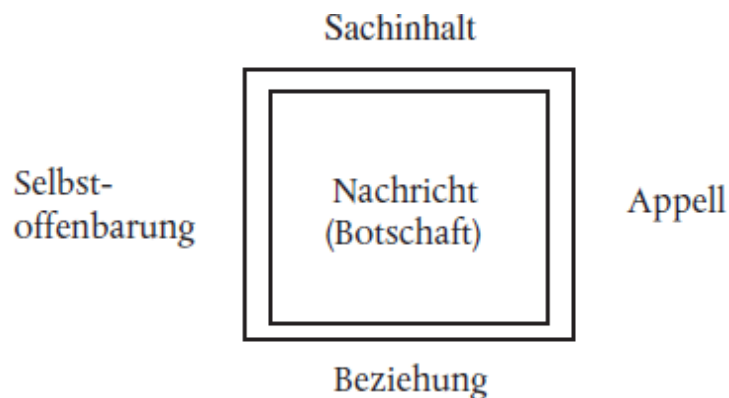 Sachinhalt
Selbst-
offenbarung
Nachricht
(Botschaft)
Appell
Beziehung